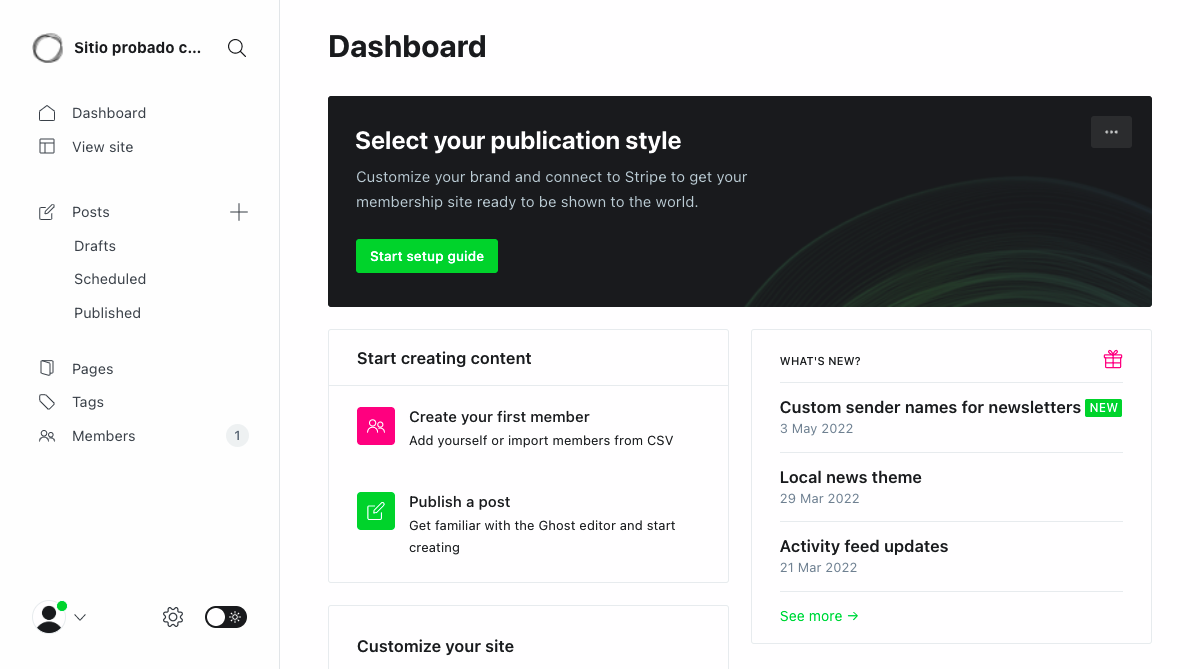 Sitio probado c...
Dashboard
View site
Posts
Drafts
Scheduled
Published
Pages
Tags
Members
1
Dashboard
Select your publication style
Customize your brand and connect to Stripe to get your
membership site ready to be shown to the world.
Start setup guide
Start creating content
Create your first member
Add yourself or import members from CSV
Publish a post
Get familiar with the Ghost editor and start
creating
Customize your site
WHAT'S NEW?
Custom sender names for newsletters NEW
3 May 2022
Local news theme
29 Mar 2022
Activity feed updates
21 Mar 2022
See more →